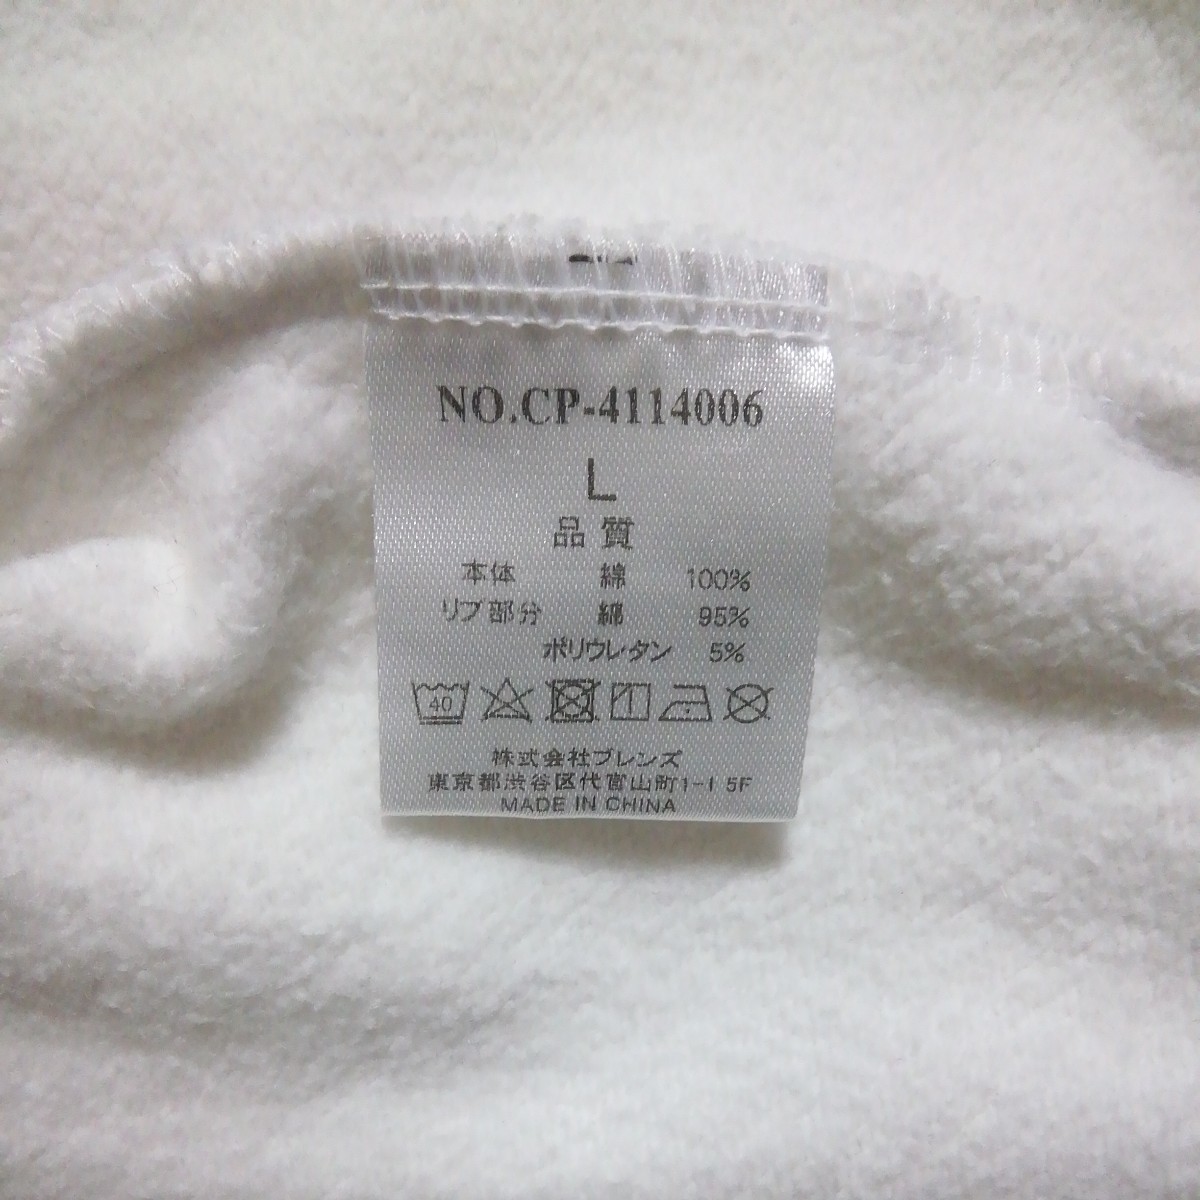 NO.CP-4114006
L
品質
本体 綿 100%
リブ部分 綿 95%
ポリウレタン 5%
40
株式会社ブレンズ
東京都渋谷区代官山町1-1 5F
MADE IN CHINA